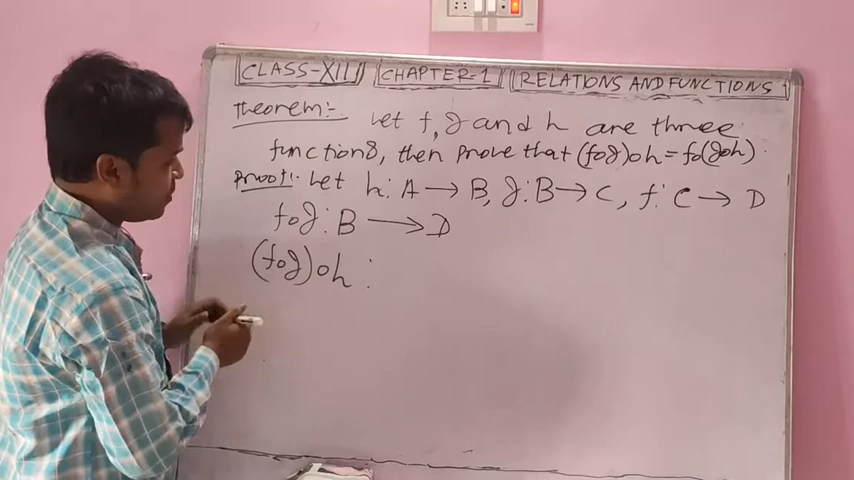 CLASS-XII CHAPTER-1 RELATIONS AND FUNCTIONS
Theorem:- Let f, g and h are three
functions, then prove that (fog)oh = fo(goh)
Proof:- Let h: A → B, g: B → C, f: C → D
fog: B → D
(fog)oh: